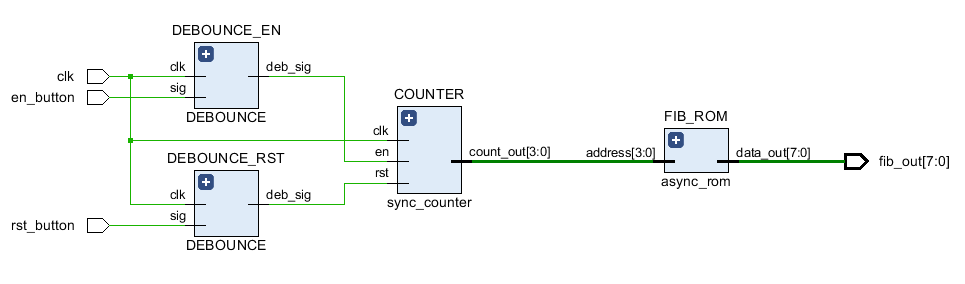 DEBOUNCE_EN
clk
clk
deb_sig
en_button
sig
DEBOUNCE
COUNTER
clk
en
rst
count_out[3:0]
sync_counter
FIB_ROM
address[3:0]
data_out[7:0]
async_rom
fib_out[7:0]
DEBOUNCE_RST
clk
deb_sig
rst_button
sig
DEBOUNCE